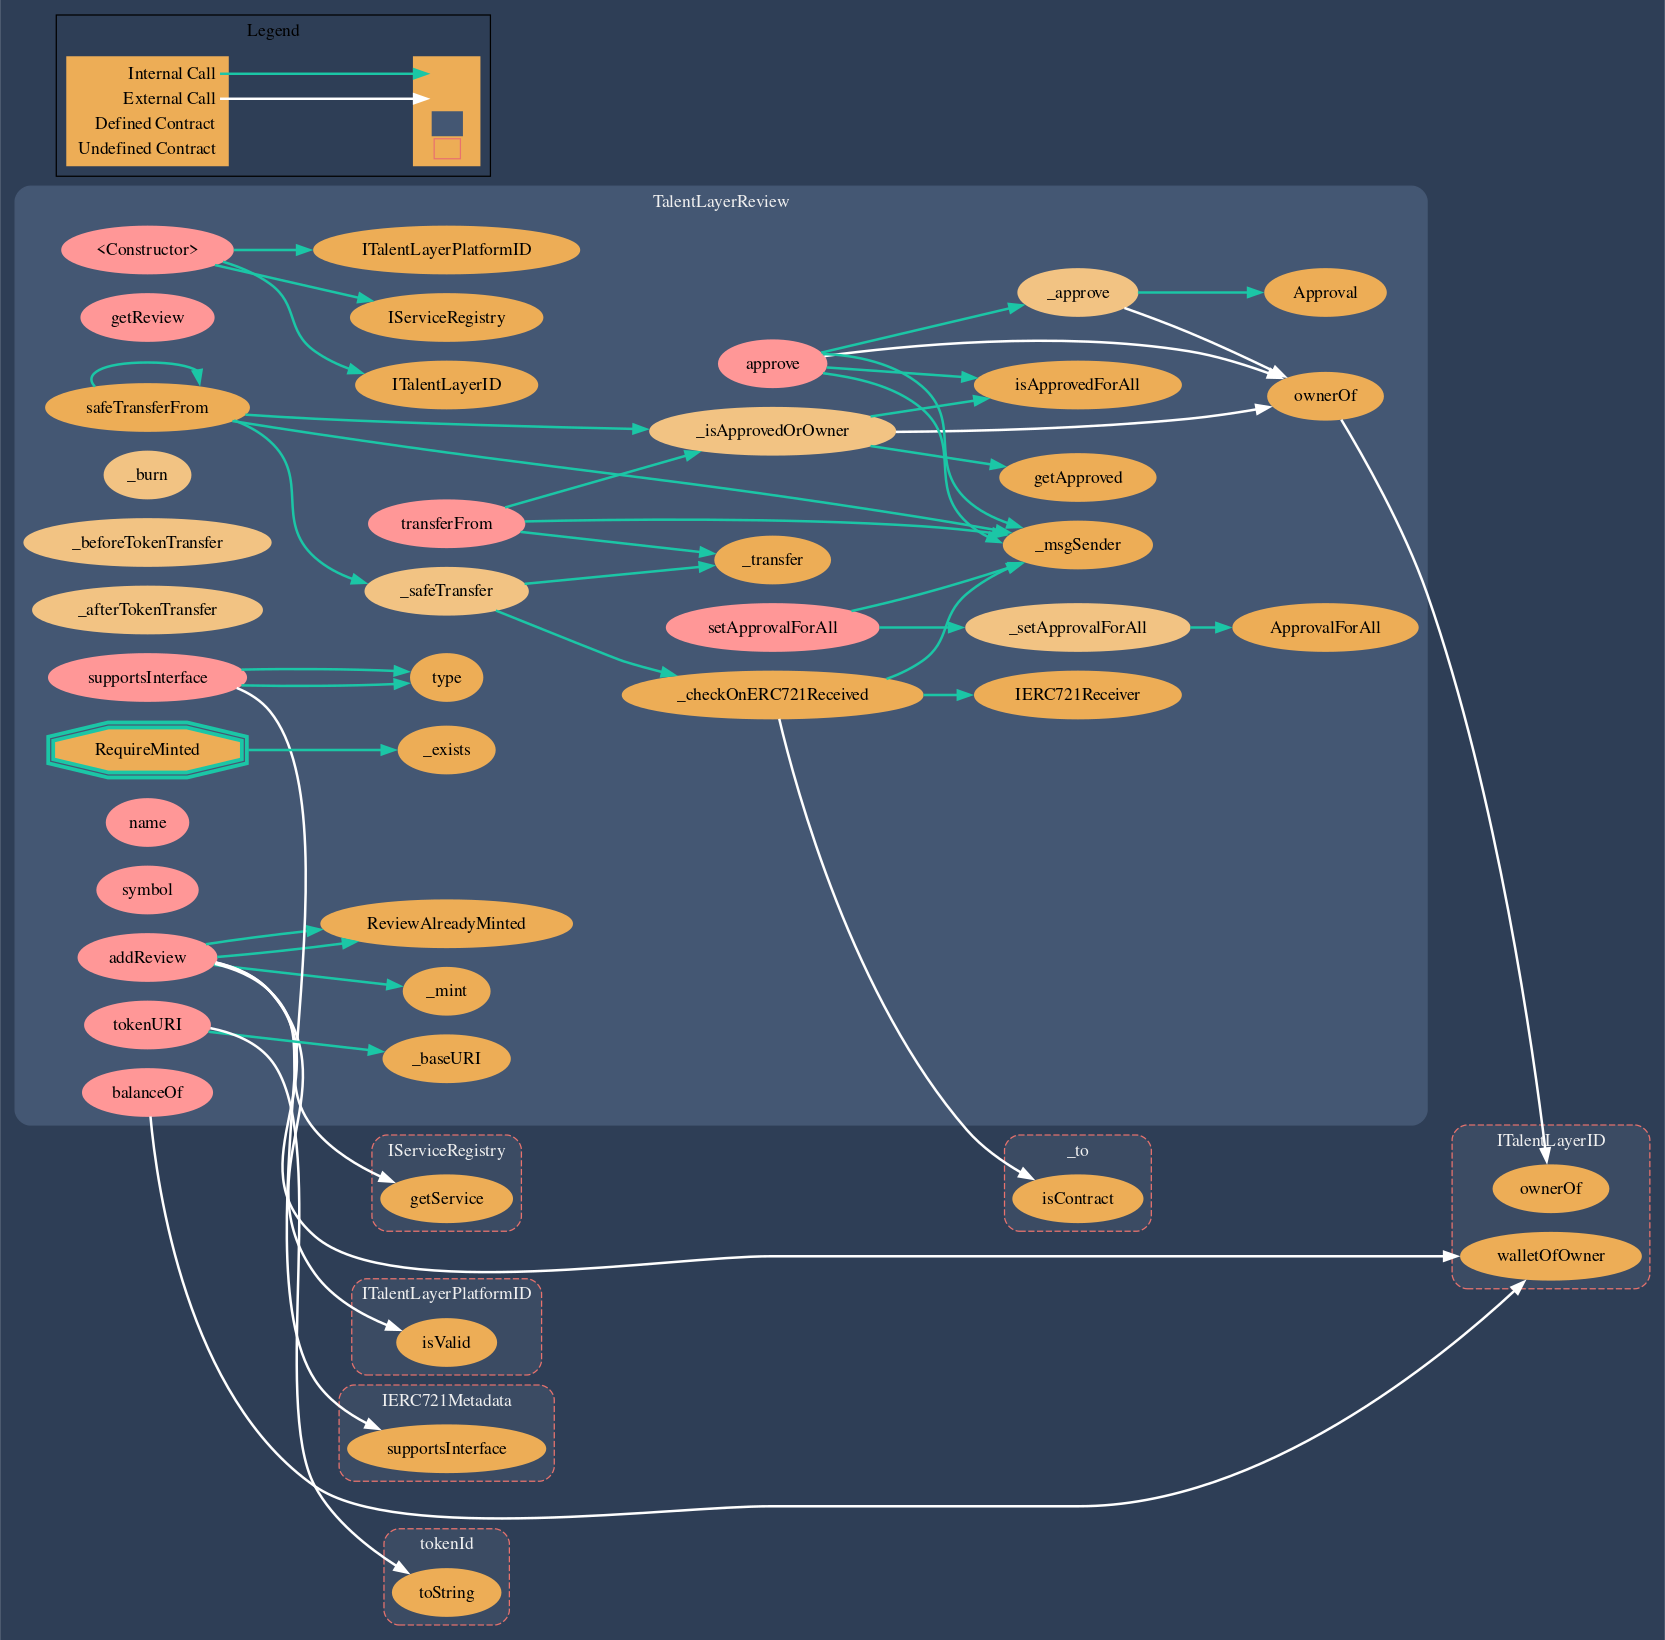 Legend
Internal Call
External Call
Defined Contract
Undefined Contract
TalentLayerReview
<Constructor>
ITalentLayerPlatformID
getReview
IServiceRegistry
ITalentLayerID
safeTransferFrom
_burn
_beforeTokenTransfer
_afterTokenTransfer
supportsInterface
type
RequireMinted
_exists
name
symbol
addReview
ReviewAlreadyMinted
_mint
tokenURI
_baseURI
balanceOf
transferFrom
_safeTransfer
approve
_isApprovedOrOwner
_transfer
setApprovalForAll
_checkOnERC721Received
_approve
isApprovedForAll
getApproved
_msgSender
_setApprovalForAll
IERC721Receiver
Approval
ownerOf
ApprovalForAll
IServiceRegistry
getService
_to
isContract
ITalentLayerID
ownerOf
walletOfOwner
ITalentLayerPlatformID
isValid
IERC721Metadata
supportsInterface
tokenId
toString